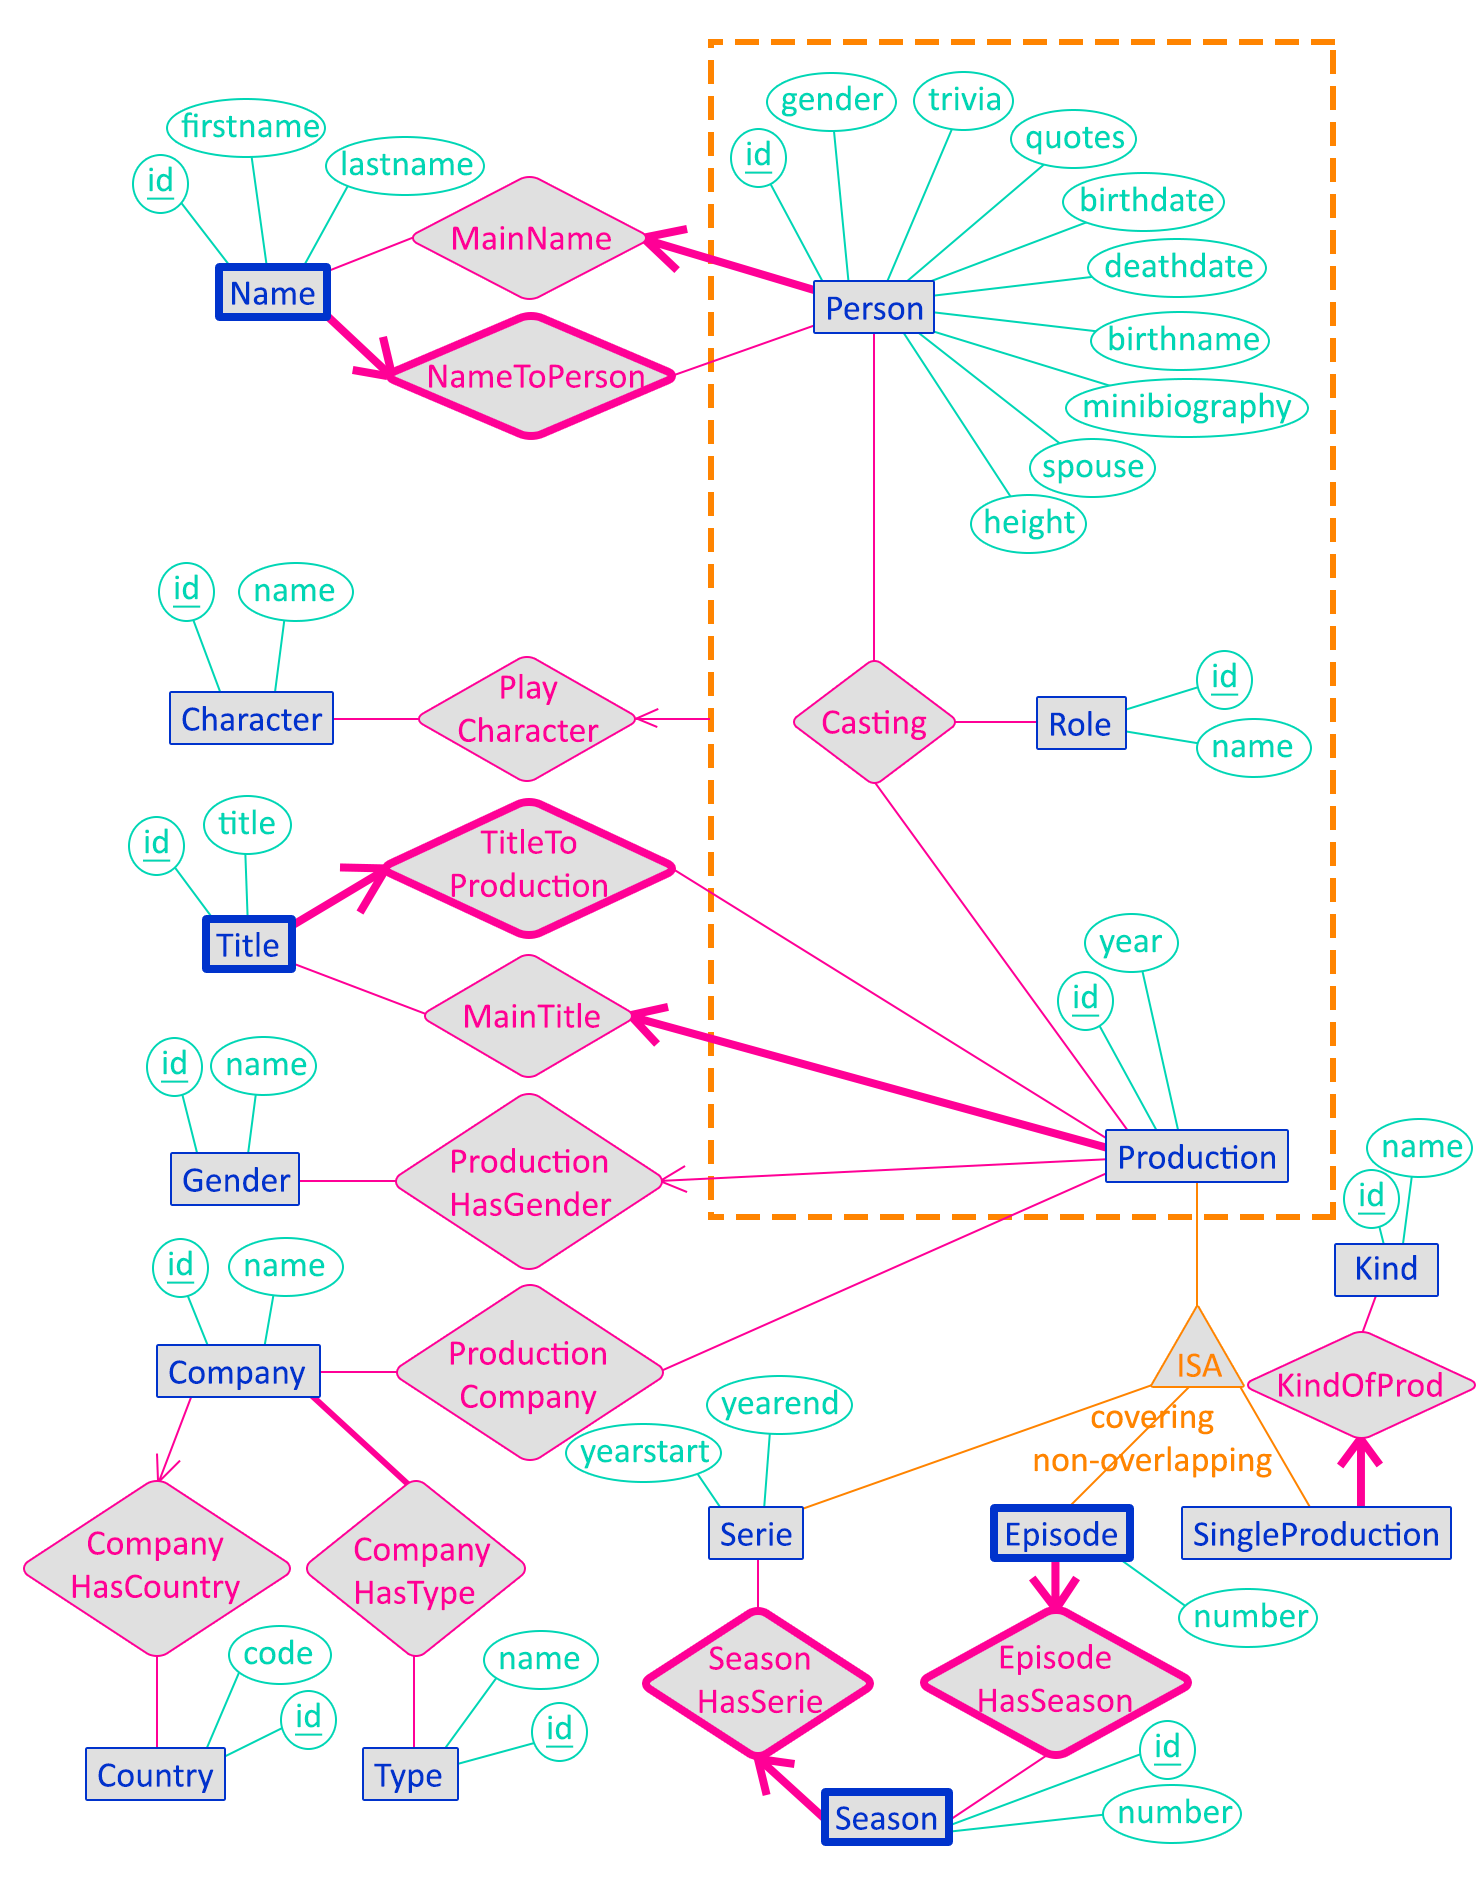 gender
trivia
firstname
quotes
lastname
id
id
birthdate
MainName
deathdate
Name
Person
birthname
NameToPerson
minibiography
spouse
height
id
name
Play
Character
Character
id
Casting
Role
name
title
id
TitleTo
Production
Title
year
id
MainTitle
id
name
Production
HasGender
Gender
Production
name
id
id
name
Kind
Production
Company
Company
ISA
KindOfProd
yearend
covering
yearstart
non-overlapping
Serie
Episode
SingleProduction
Company
HasCountry
Company
HasType
number
code
name
Season
HasSerie
Episode
HasSeason
id
id
id
Country
Type
number
Season